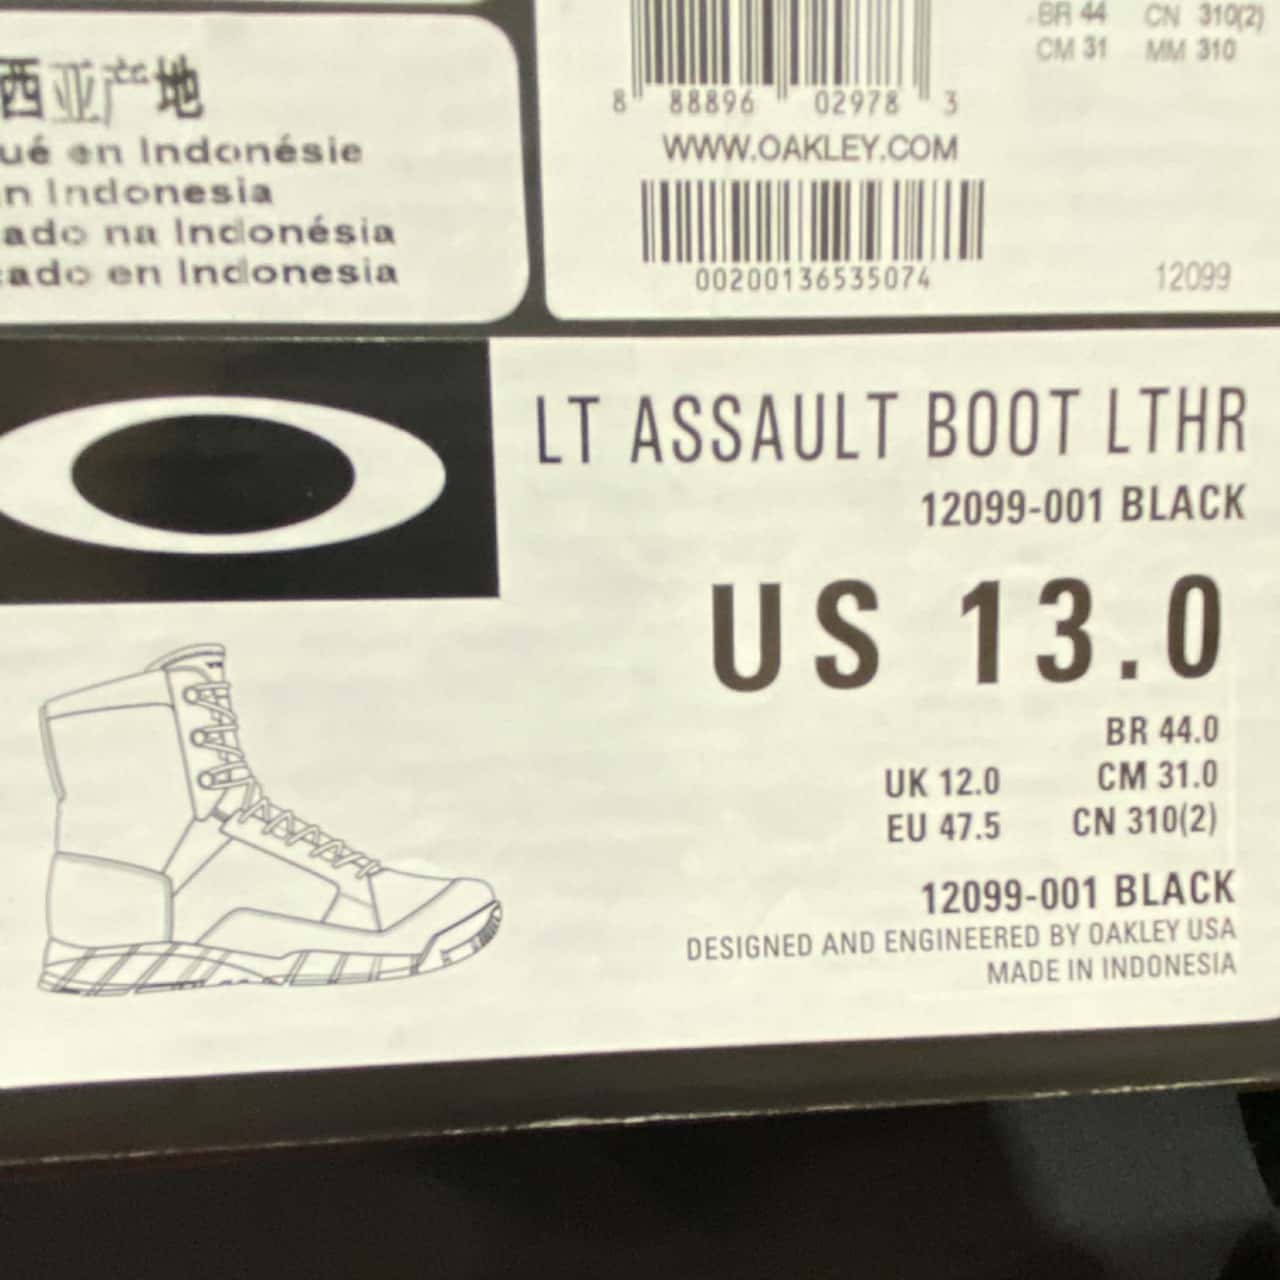 西亚产地
ué en Indonésie
n Indonesia
ado na Indonésia
cado en Indonesia
BR 44 CN 310(2)
CM 31 MM 310
8 88896 02978 3
WWW.OAKLEY.COM
00200136535074
12099
LT ASSAULT BOOT LTHR
12099-001 BLACK
US 13.0
BR 44.0
UK 12.0 CM 31.0
EU 47.5 CN 310(2)
12099-001 BLACK
DESIGNED AND ENGINEERED BY OAKLEY USA
MADE IN INDONESIA